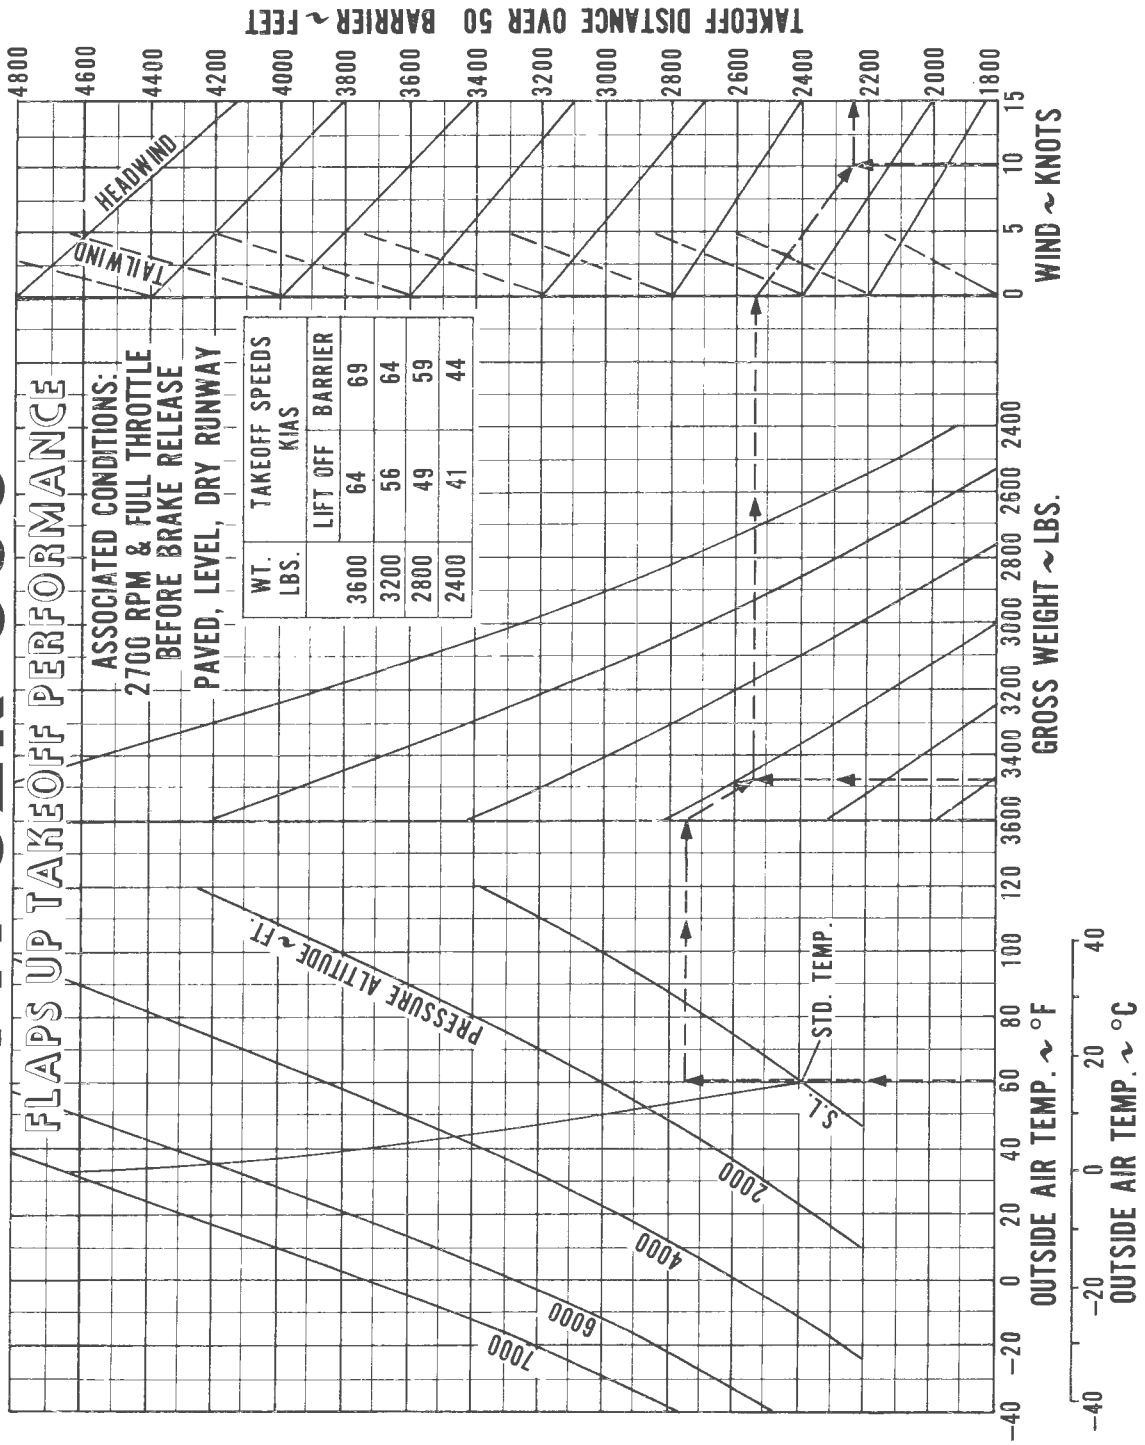 FLAPS UP TAKEOFF PERFORMANCE
ASSOCIATED CONDITIONS:
2700 RPM & FULL THROTTLE
BEFORE BRAKE RELEASE
PAVED, LEVEL, DRY RUNWAY
WT. TAKEOFF SPEEDS
LBS. KIAS
LIFT OFF BARRIER
3600 64 69
3200 56 64
2800 49 59
2400 41 44
HEADWIND
TAILWIND
PRESSURE ALTITUDE ~ FT.
7000
6000
4000
2000
S.L.
STD. TEMP.
-40 -20 0 20 40 60 80 100 120
OUTSIDE AIR TEMP. ~ °F
-40 -20 0 20 40
OUTSIDE AIR TEMP. ~ °C
3600 3400 3200 3000 2800 2600 2400
GROSS WEIGHT ~ LBS.
0 5 10 15
WIND ~ KNOTS
4800
4600
4400
4200
4000
3800
3600
3400
3200
3000
2800
2600
2400
2200
2000
1800
TAKEOFF DISTANCE OVER 50 BARRIER ~ FEET